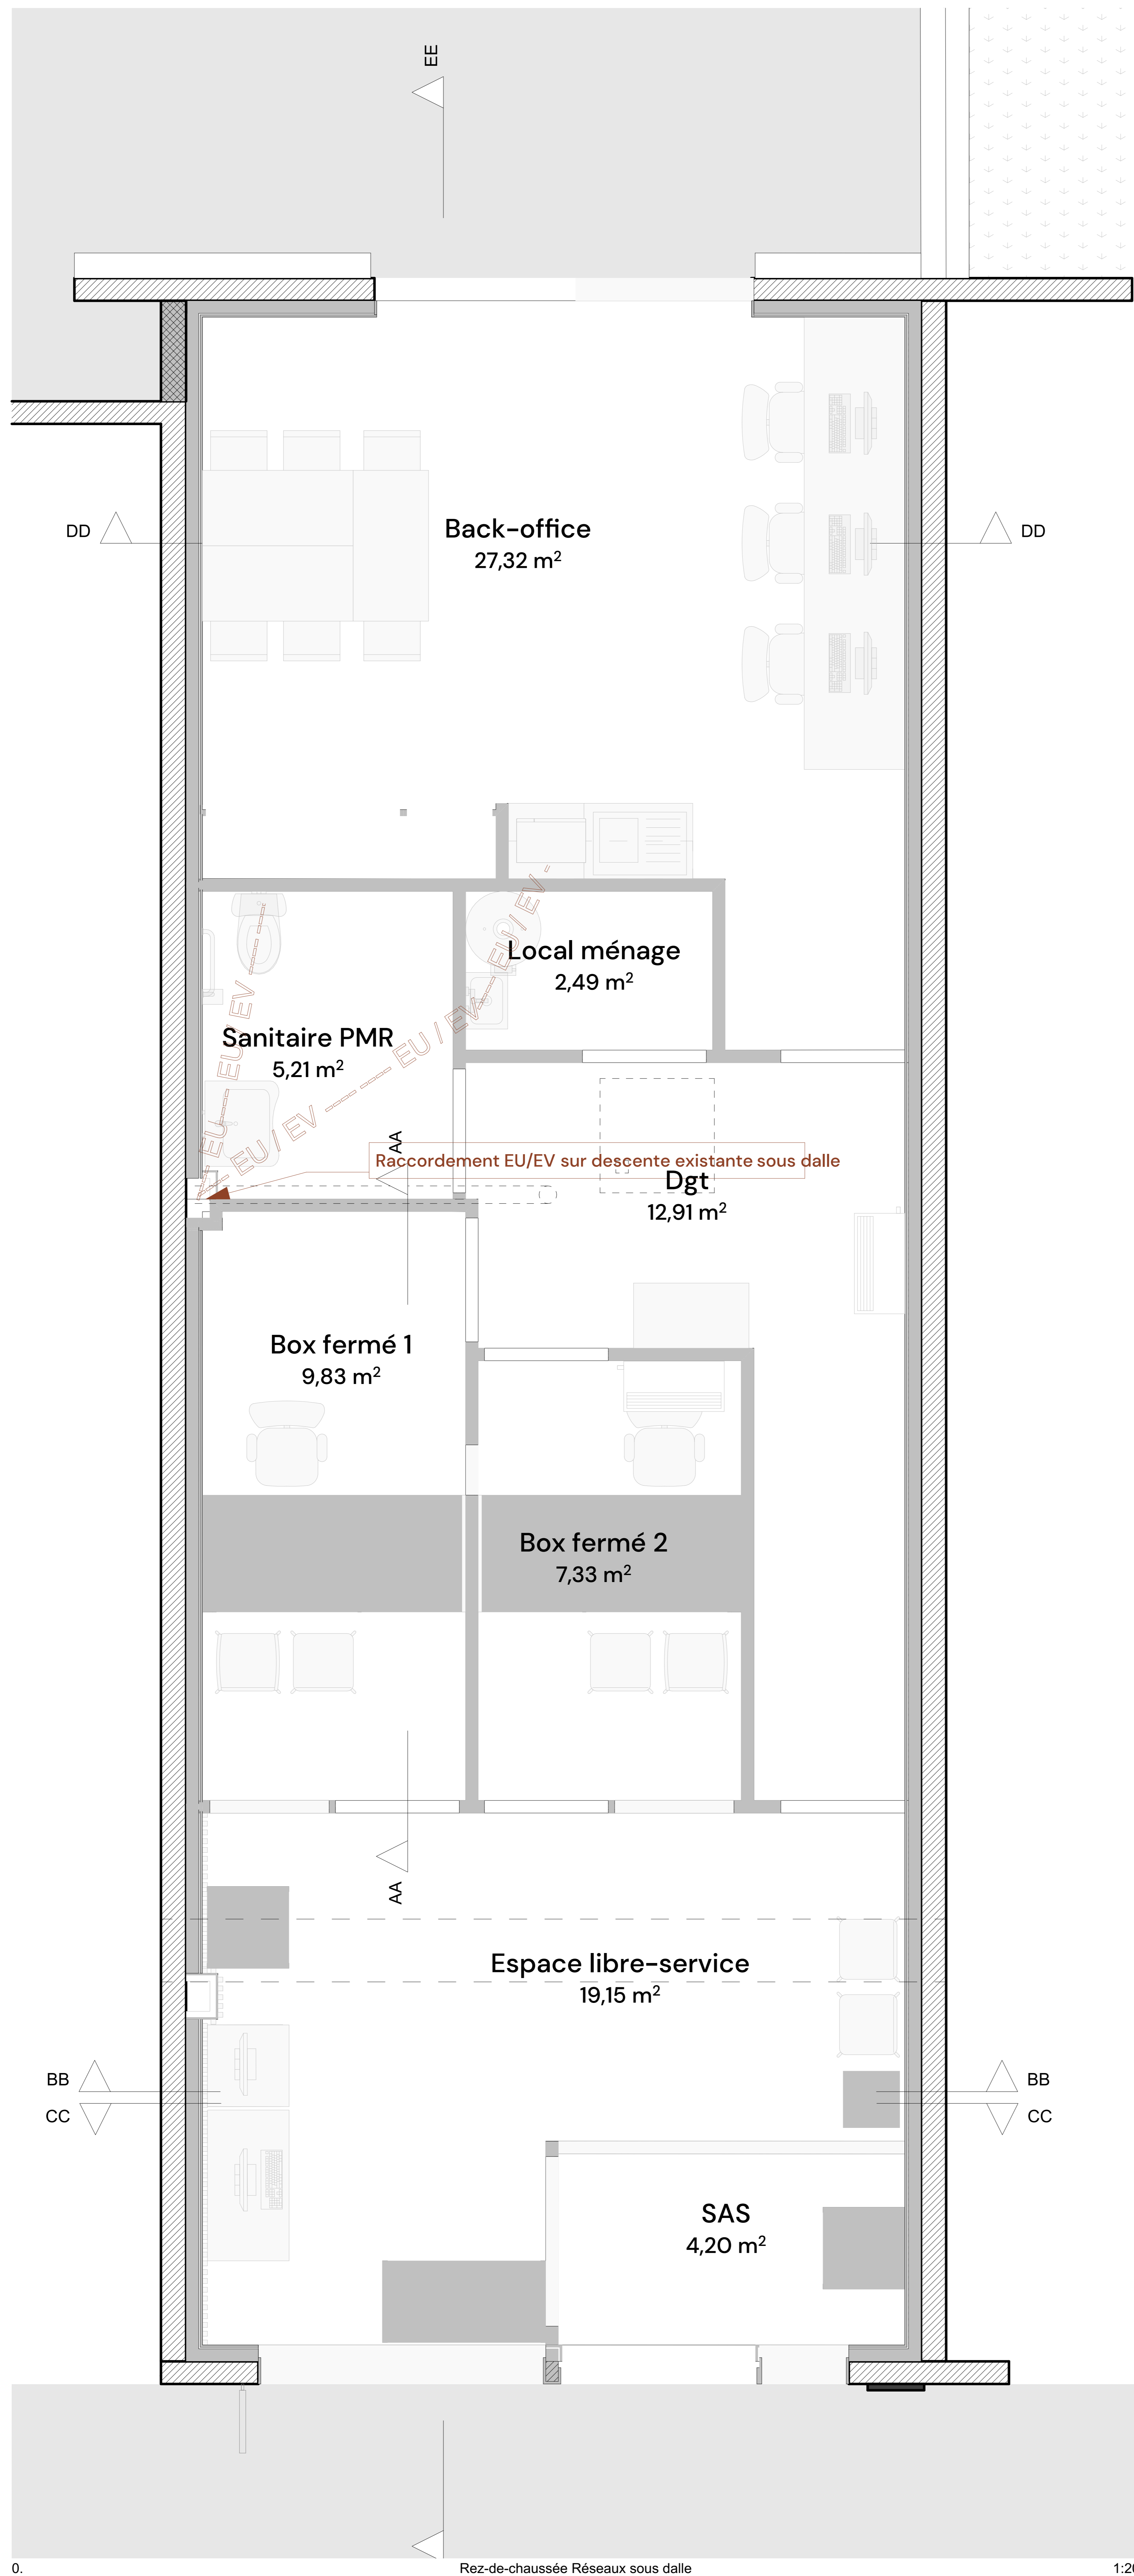 EE
DD
DD
Back-office
27,32 m²
EU / EV
EU / EV
Local ménage
2,49 m²
Sanitaire PMR
5,21 m²
EU / EV
EU / EV
EU / EV
AA
Raccordement EU/EV sur descente existante sous dalle
Dgt
12,91 m²
Box fermé 1
9,83 m²
Box fermé 2
7,33 m²
AA
Espace libre-service
19,15 m²
BB
BB
CC
CC
SAS
4,20 m²
0.
Rez-de-chaussée Réseaux sous dalle